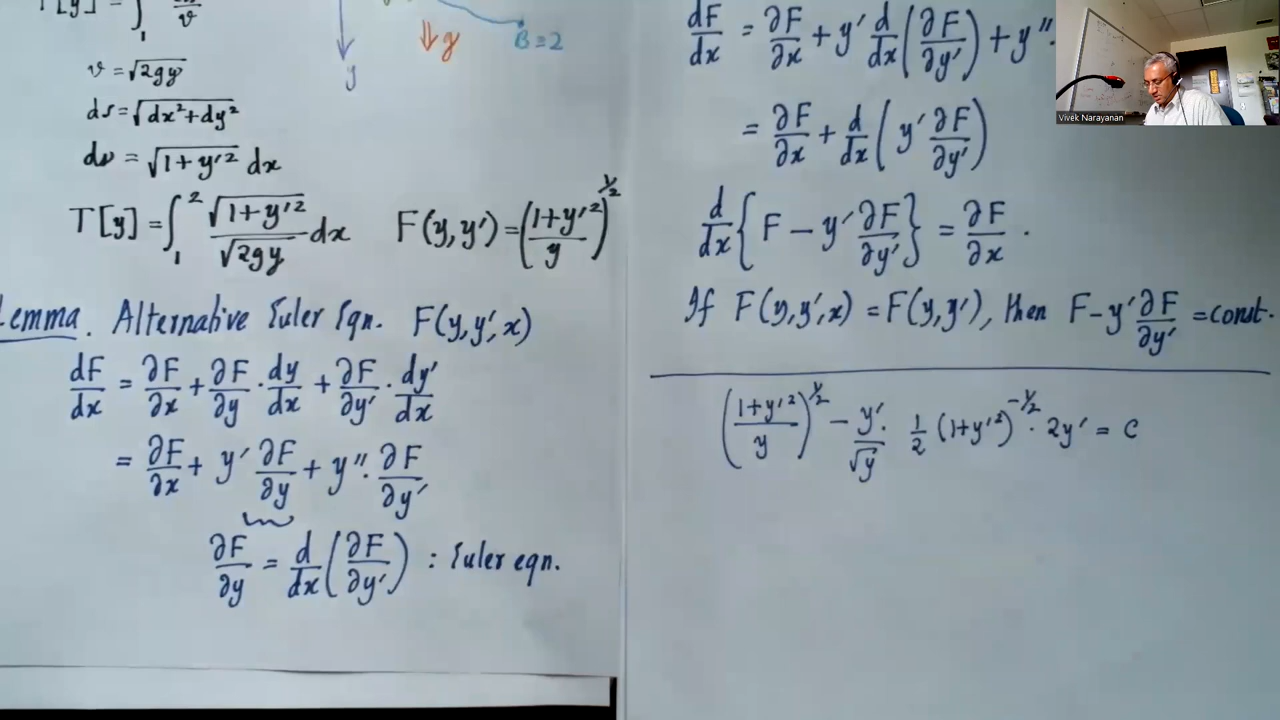 T[y] = ∫₁ ds/v
v = √2gy
y
g
B = 2
ds = √dx² + dy²
ds = √1 + y'² dx
T[y] = ∫₁² √1 + y'² / √2gy dx F(y, y') = (1 + y'² / y)^½
Lemma. Alternative Euler Eqn. F(y, y', x)
dF/dx = ∂F/∂x + ∂F/∂y · dy/dx + ∂F/∂y' · dy'/dx
= ∂F/∂x + y' ∂F/∂y + y'' · ∂F/∂y'
∂F/∂y = d/dx (∂F/∂y') : Euler eqn.
dF/dx = ∂F/∂x + y' d/dx (∂F/∂y') + y'' ·
= ∂F/∂x + d/dx (y' ∂F/∂y')
d/dx {F − y' ∂F/∂y'} = ∂F/∂x .
If F(y, y', x) = F(y, y'), then F − y' ∂F/∂y' = const.
(1 + y'² / y)^½ − y'· / √y ½ (1 + y'²)^−½ · 2y' = c
Vivek Narayanan